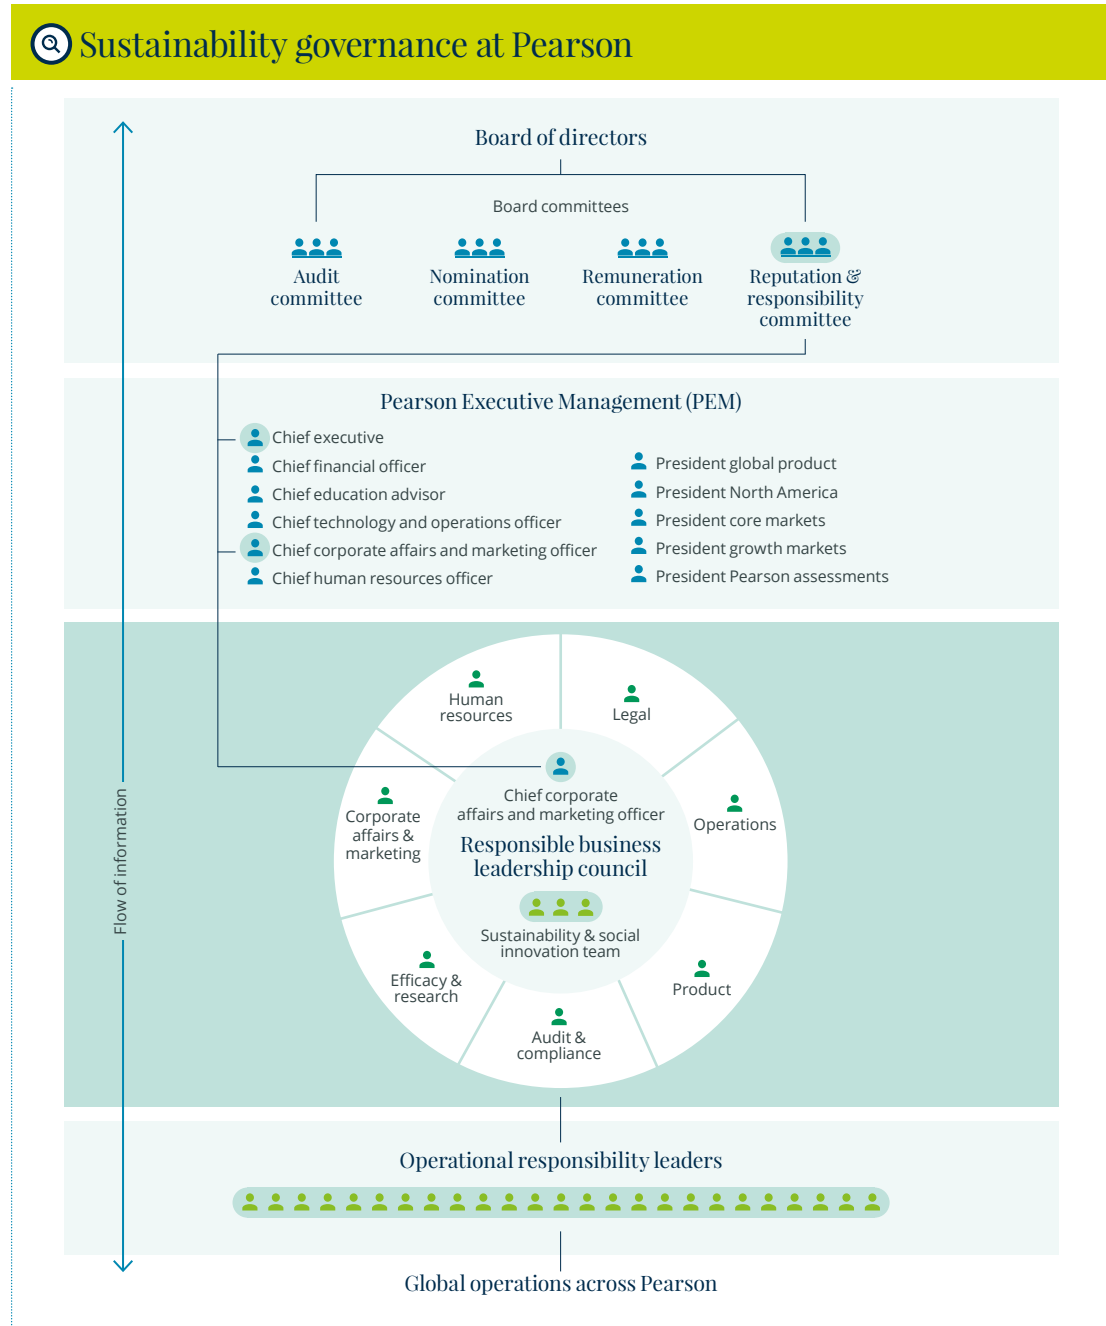 Sustainability governance at Pearson
Board of directors
Board committees
Audit
committee
Nomination
committee
Remuneration
committee
Reputation &
responsibility
committee
Pearson Executive Management (PEM)
Chief executive
Chief financial officer
Chief education advisor
Chief technology and operations officer
Chief corporate affairs and marketing officer
Chief human resources officer
President global product
President North America
President core markets
President growth markets
President Pearson assessments
Flow of information
Human
resources
Legal
Corporate
affairs &
marketing
Operations
Chief corporate
affairs and marketing officer
Responsible business
leadership council
Sustainability & social
innovation team
Efficacy &
research
Product
Audit &
compliance
Operational responsibility leaders
Global operations across Pearson